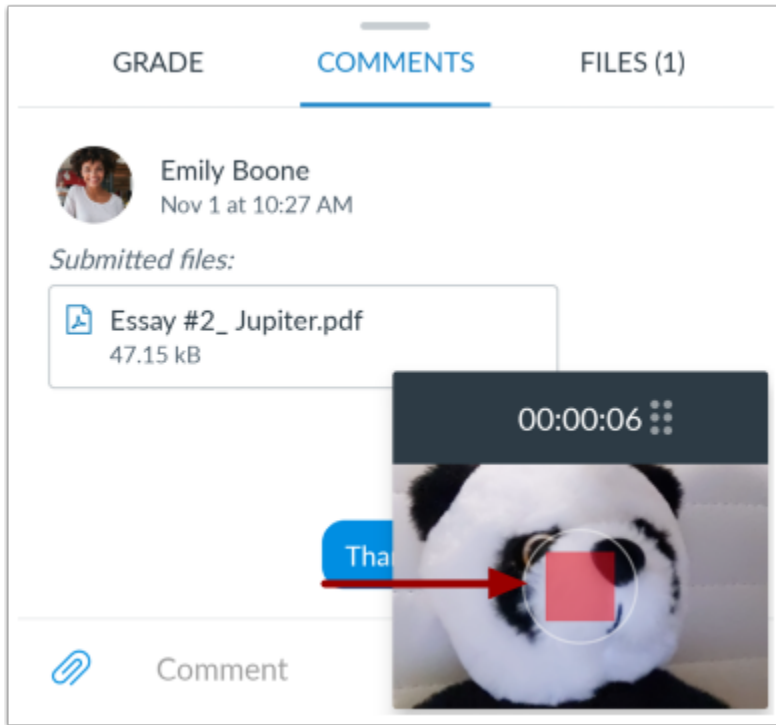 GRADE COMMENTS FILES (1)
Emily Boone
Nov 1 at 10:27 AM
Submitted files:
Essay #2_ Jupiter.pdf
47.15 kB
00:00:06
Comment